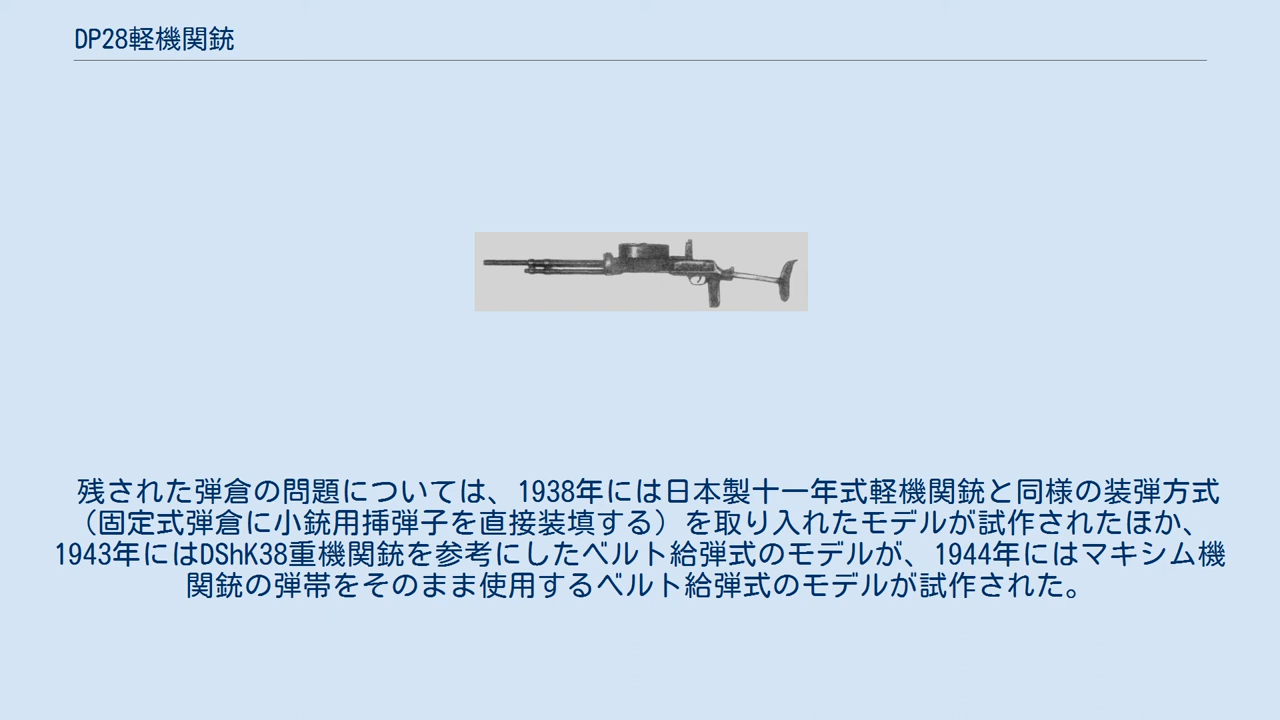 DP28軽機関銃
残された弾倉の問題については、1938年には日本製十一年式軽機関銃と同様の装弾方式
（固定式弾倉に小銃用挿弾子を直接装填する）を取り入れたモデルが試作されたほか、
1943年にはDShK38重機関銃を参考にしたベルト給弾式のモデルが、1944年にはマキシム機
関銃の弾帯をそのまま使用するベルト給弾式のモデルが試作された。